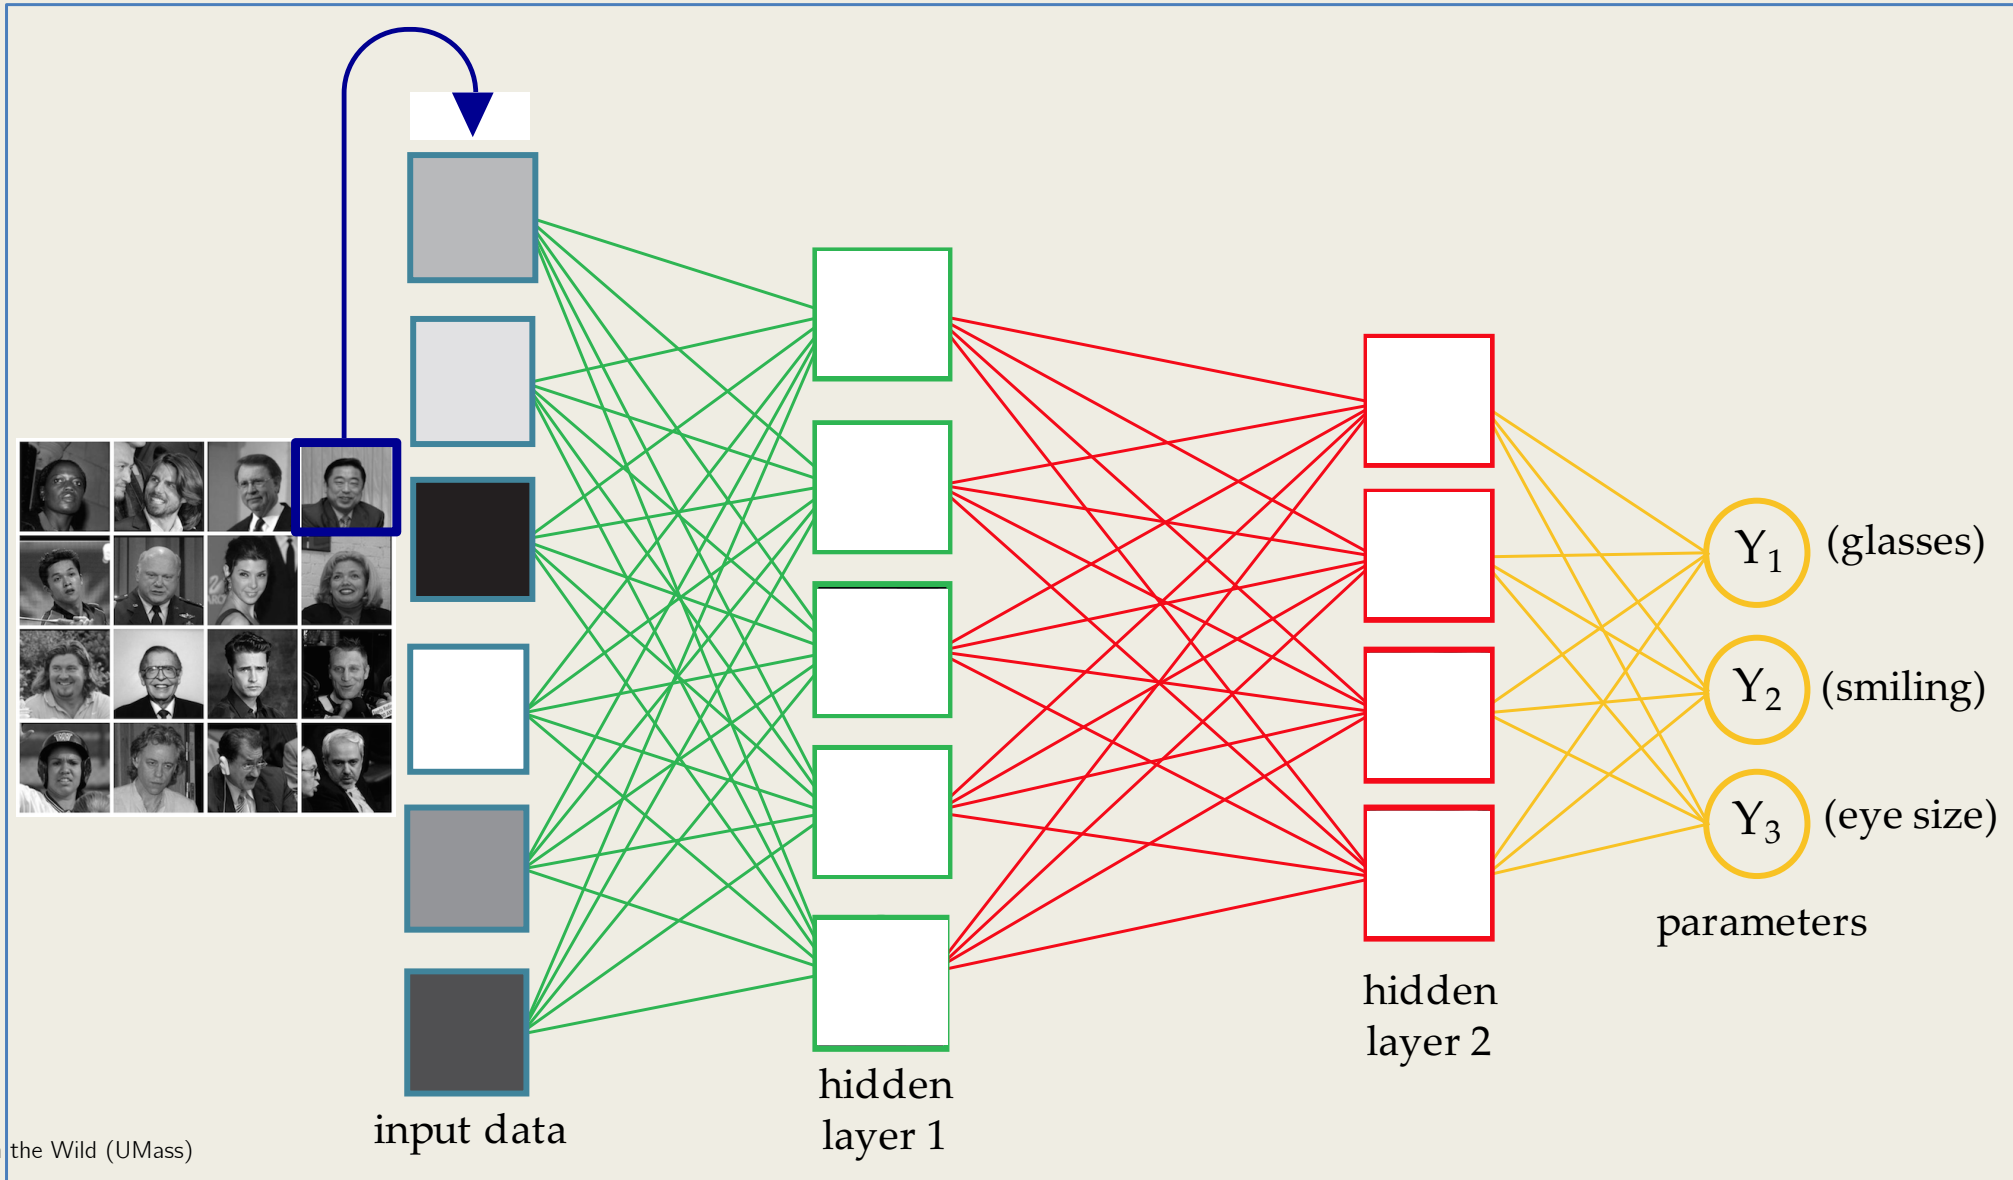 Y1 (glasses)
Y2 (smiling)
Y3 (eye size)
parameters
hidden
layer 2
hidden
layer 1
input data
the Wild (UMass)